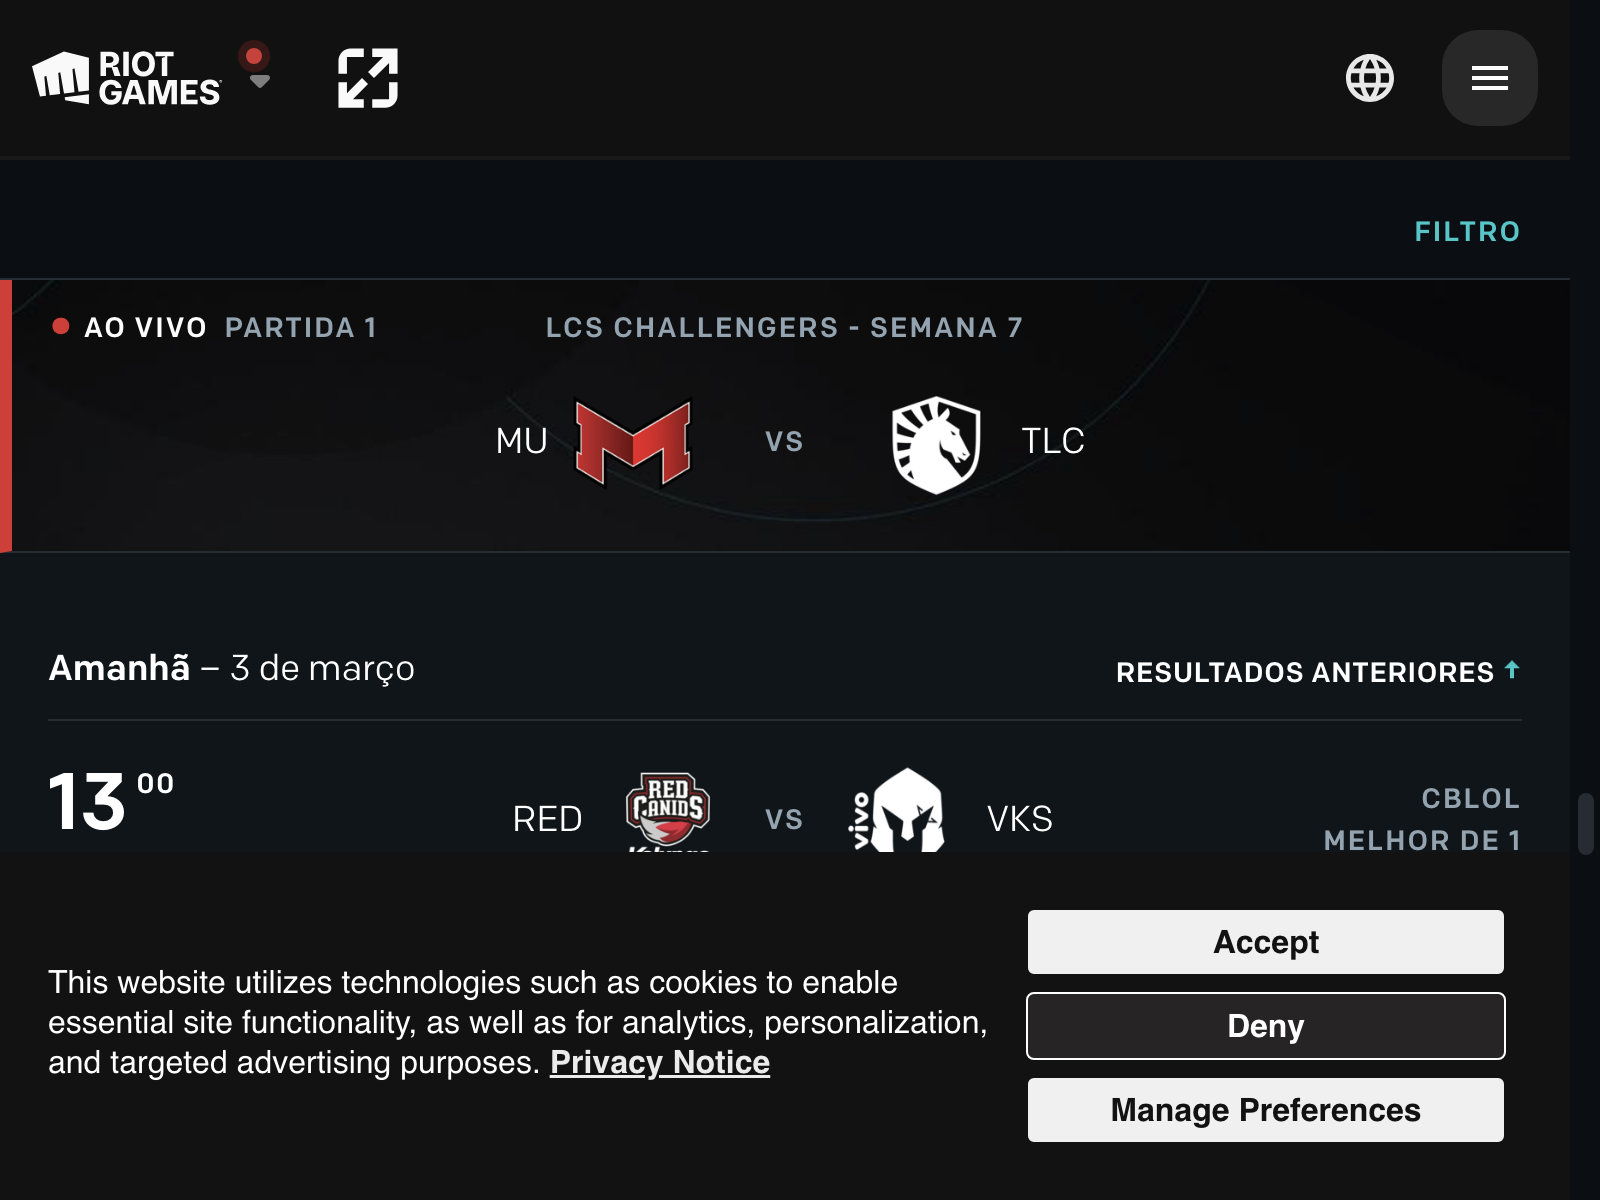 RIOT
GAMES
FILTRO
AO VIVO PARTIDA 1
LCS CHALLENGERS - SEMANA 7
MU
VS
TLC
Amanhã – 3 de março
RESULTADOS ANTERIORES
13 00
RED
RED
CANIDS
VS
vivo
VKS
CBLOL
MELHOR DE 1
This website utilizes technologies such as cookies to enable
essential site functionality, as well as for analytics, personalization,
and targeted advertising purposes. Privacy Notice
Accept
Deny
Manage Preferences